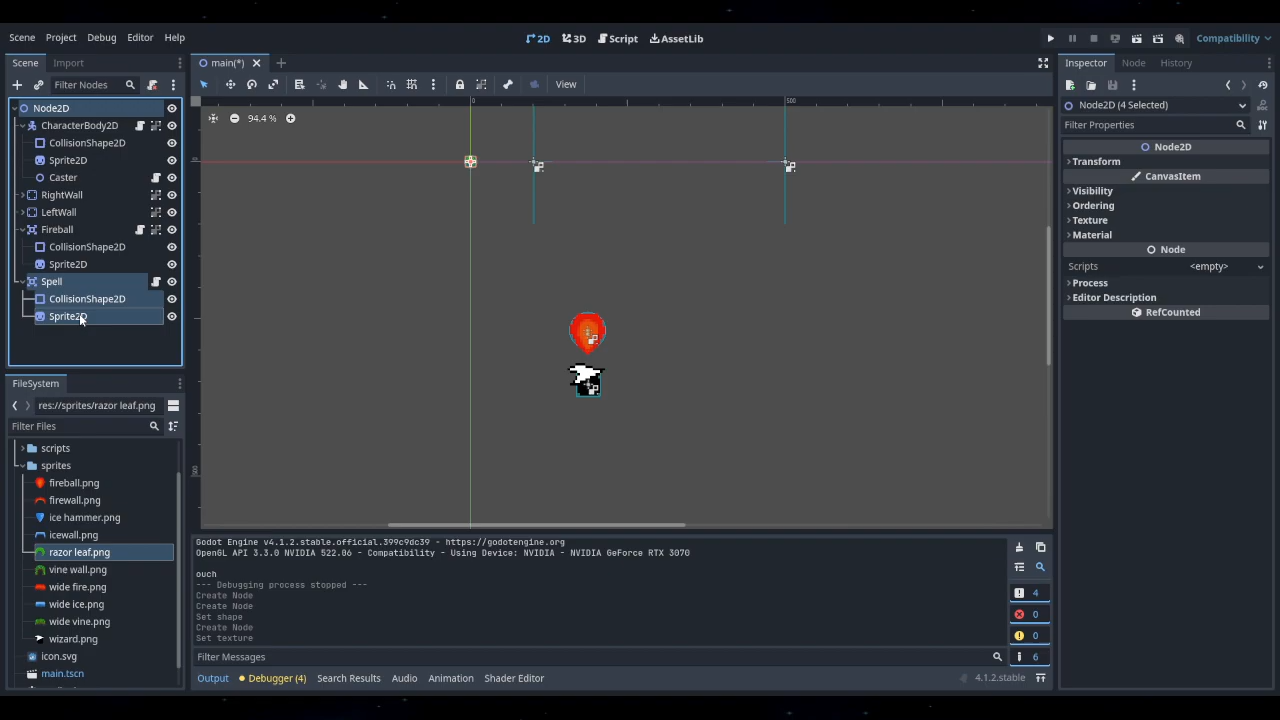 Scene Project Debug Editor Help
2D 3D Script AssetLib
Compatibility
Scene Import
main(*)
Inspector Node History
Filter Nodes
View
Node2D
CharacterBody2D
CollisionShape2D
Sprite2D
Caster
RightWall
LeftWall
Fireball
CollisionShape2D
Sprite2D
Spell
CollisionShape2D
Sprite2D
0 500
94.4 %
Node2D (4 Selected)
Filter Properties
Node2D
Transform
CanvasItem
Visibility
Ordering
Texture
Material
Node
Scripts <empty>
Process
Editor Description
RefCounted
FileSystem
res://sprites/razor leaf.png
Filter Files
scripts
sprites
fireball.png
firewall.png
ice hammer.png
icewall.png
razor leaf.png
vine wall.png
wide fire.png
wide ice.png
wide vine.png
wizard.png
icon.svg
main.tscn
Godot Engine v4.1.2.stable.official.399c9dc39 - https://godotengine.org
OpenGL API 3.3.0 NVIDIA 522.06 - Compatibility - Using Device: NVIDIA - NVIDIA GeForce RTX 3070
ouch
--- Debugging process stopped ---
Create Node
Create Node
Set shape
Create Node
Set texture
4
0
0
6
Filter Messages
Output Debugger (4) Search Results Audio Animation Shader Editor
4.1.2.stable